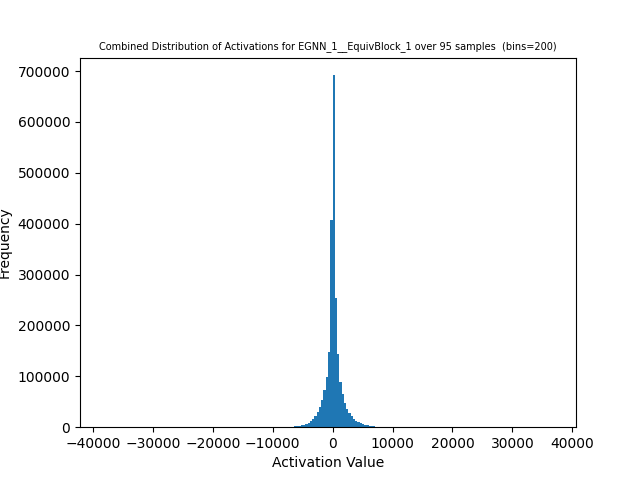 Combined Distribution of Activations for EGNN_1__EquivBlock_1 over 95 samples  (bins=200)
700000
600000
500000
400000
300000
200000
100000
0
Frequency
−40000 −30000 −20000 −10000 0 10000 20000 30000 40000
Activation Value